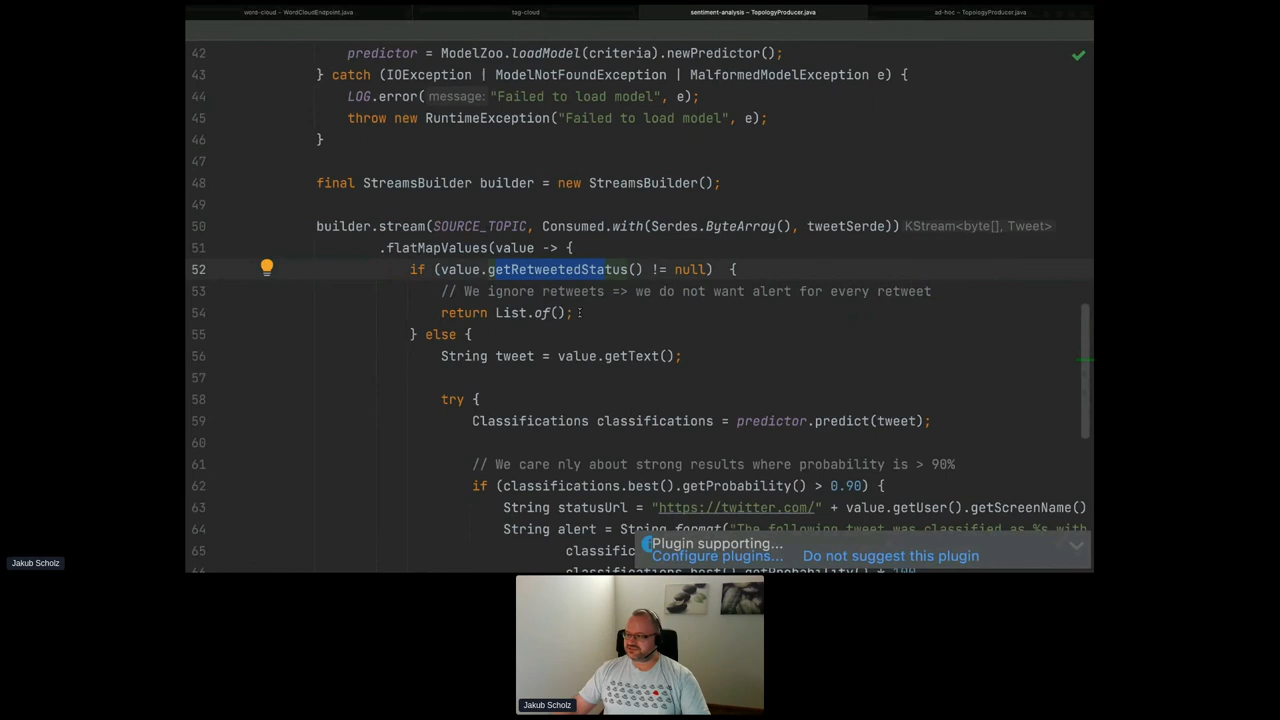 word-cloud – WordCloudEndpoint.java
tag-cloud
sentiment-analysis – TopologyProducer.java
ad-hoc – TopologyProducer.java
42 predictor = ModelZoo.loadModel(criteria).newPredictor();
43 } catch (IOException | ModelNotFoundException | MalformedModelException e) {
44 LOG.error( message: "Failed to load model", e);
45 throw new RuntimeException("Failed to load model", e);
46 }
47
48 final StreamsBuilder builder = new StreamsBuilder();
49
50 builder.stream(SOURCE_TOPIC, Consumed.with(Serdes.ByteArray(), tweetSerde)) KStream<byte[], Tweet>
51 .flatMapValues(value -> {
52 if (value.getRetweetedStatus() != null) {
53 // We ignore retweets => we do not want alert for every retweet
54 return List.of();
55 } else {
56 String tweet = value.getText();
57
58 try {
59 Classifications classifications = predictor.predict(tweet);
60
61 // We care nly about strong results where probability is > 90%
62 if (classifications.best().getProbability() > 0.90) {
63 String statusUrl = "https://twitter.com/" + value.getUser().getScreenName()
64 String alert = String.format("The following tweet was classified as %s with
65 classific
Plugin supporting...
Configure plugins... Do not suggest this plugin
Jakub Scholz
Jakub Scholz